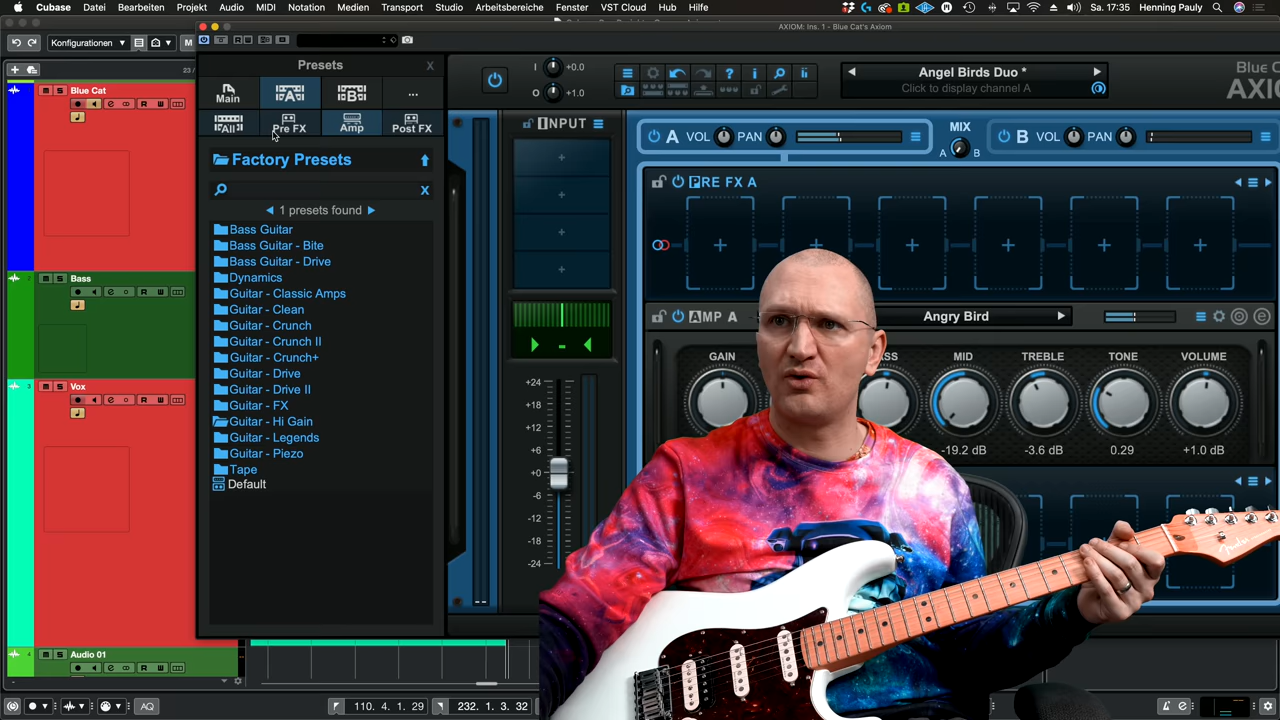 Cubase Datei Bearbeiten Projekt Audio MIDI Notation Medien Transport Studio Arbeitsbereiche Fenster VST Cloud Hub Hilfe Sa. 17:35 Henning Pauly
AXIOM: Ins. 1 - Blue Cat's Axiom
Konfigurationen
M
Presets
X
Main
A
B
...
All
Pre FX
Amp
Post FX
Factory Presets
X
1 presets found
Bass Guitar
Bass Guitar - Bite
Bass Guitar - Drive
Dynamics
Guitar - Classic Amps
Guitar - Clean
Guitar - Crunch
Guitar - Crunch II
Guitar - Crunch+
Guitar - Drive
Guitar - Drive II
Guitar - FX
Guitar - Hi Gain
Guitar - Legends
Guitar - Piezo
Tape
Default
Blue Cat
M S
R W
Bass
M S
R W
Vox
M S
R W
Audio 01
M S
R W
I +0.0
O +1.0
Angel Birds Duo *
Click to display channel A
Blue C
AXIO
INPUT
A VOL PAN
MIX
A B
B VOL PAN
PRE FX A
AMP A
Angry Bird
GAIN
MID
TREBLE
TONE
VOLUME
-19.2 dB
-3.6 dB
0.29
+1.0 dB
+24
+18
+12
+6
+0
-6
-12
-18
-24
AQ
110. 4. 1. 29
232. 1. 3. 32
Fender